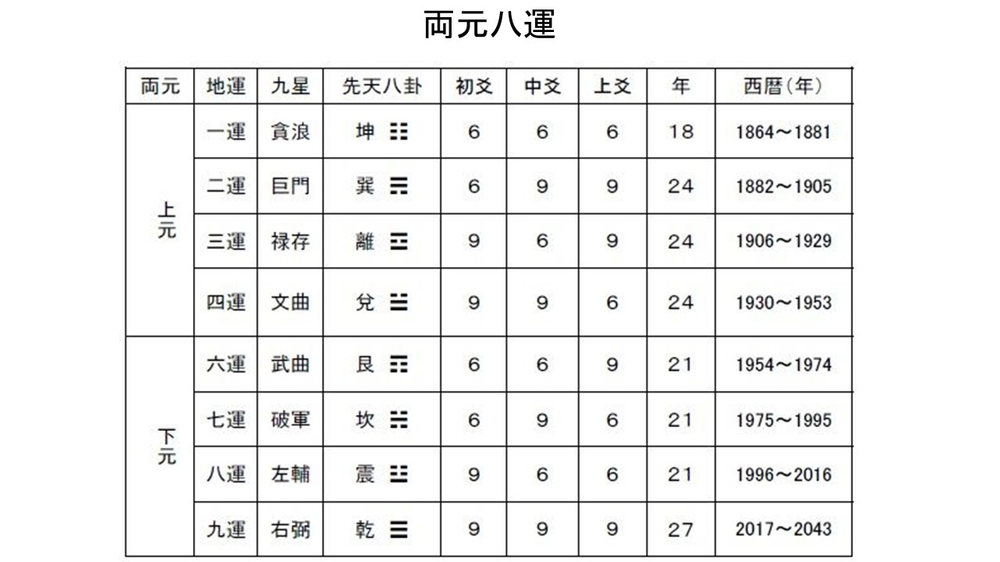 両元八運
両元 地運 九星 先天八卦 初爻 中爻 上爻 年 西暦(年)
上元 一運 貪浪 坤 ☷ 6 6 6 18 1864～1881
二運 巨門 巽 ☴ 6 9 9 24 1882～1905
三運 禄存 離 ☲ 9 6 9 24 1906～1929
四運 文曲 兌 ☱ 9 9 6 24 1930～1953
下元 六運 武曲 艮 ☶ 6 6 9 21 1954～1974
七運 破軍 坎 ☵ 6 9 6 21 1975～1995
八運 左輔 震 ☳ 9 6 6 21 1996～2016
九運 右弼 乾 ☰ 9 9 9 27 2017～2043